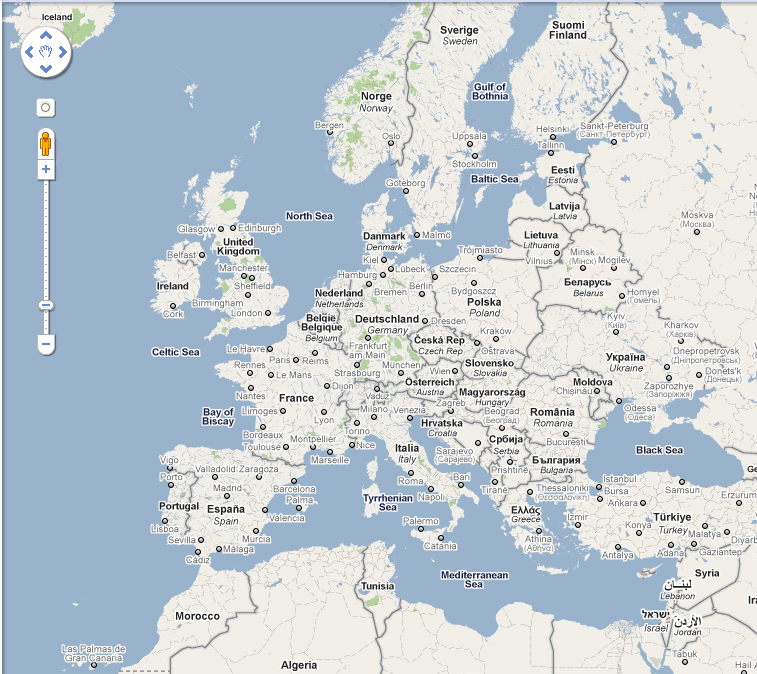 Iceland
Suomi
Finland
Sverige
Sweden
Gulf of
Bothnia
Norge
Norway
Bergen
Oslo
Uppsala
Helsinki
Sankt-Peterburg
(Санкт-Петербург)
Tallinn
Stockholm
Eesti
Estonia
Baltic Sea
Göteborg
Latvija
Latvia
North Sea
Moskva
(Москва)
Glasgow
Edinburgh
Danmark
Denmark
Malmö
Lietuva
Lithuania
United
Kingdom
Belfast
Kiel
Trójmiasto
Vilnius
Minsk
(Мінск)
Mogilev
Manchester
Hamburg
Lübeck
Szczecin
Беларусь
Belarus
Ireland
Sheffield
Nederland
Netherlands
Bremen
Berlin
Bydgoszcz
Homyel
(Гомель)
Birmingham
Polska
Poland
Cork
London
België
Belgique
Belgium
Deutschland
Germany
Dresden
Kyiv
(Київ)
Kharkov
(Харків)
Celtic Sea
Le Havre
Frankfurt
am Main
Česká Rep
Czech Rep
Kraków
Ostrava
Paris
Reims
Dnepropetrovsk
(Дніпропетровськ)
Україна
Ukraine
Rennes
Le Mans
Strasbourg
München
Wien
Slovensko
Slovakia
Donets'k
(Донецьк)
Dijon
Österreich
Austria
Magyarország
Hungary
Moldova
Chişinău
Zaporozhye
(Запоріжжя)
Nantes
France
Vaduz
Bay of
Biscay
Limoges
Lyon
Milano
Venezia
Zagreb
Beograd
(Београд)
România
Romania
Odessa
(Одеса)
Torino
Hrvatska
Croatia
Bordeaux
Toulouse
Montpellier
Nice
Marseille
Italia
Italy
Sarajevo
(Сарајево)
Србија
Serbia
Bucureşti
Black Sea
Vigo
Porto
Valladolid
Zaragoza
Prishtinë
България
Bulgaria
Madrid
Barcelona
Roma
Bari
Tiranë
Thessaloniki
(Θεσσαλονίκη)
Istanbul
Bursa
Samsun
Portugal
España
Spain
Palma
Valencia
Tyrrhenian
Sea
Napoli
Ankara
Erzurum
Lisboa
Murcia
Palermo
Ελλάς
Greece
İzmir
Türkiye
Turkey
Konya
Malatya
Sevilla
Málaga
Cádiz
Catania
Athina
(Αθήνα)
Antalya
Adana
Gaziantep
Mediterranean
Sea
Tunisia
Syria
لبنان
Lebanon
Morocco
ישראל
Israel
الأردن
Jordan
Las Palmas de
Gran Canaria
Algeria
Tabuk